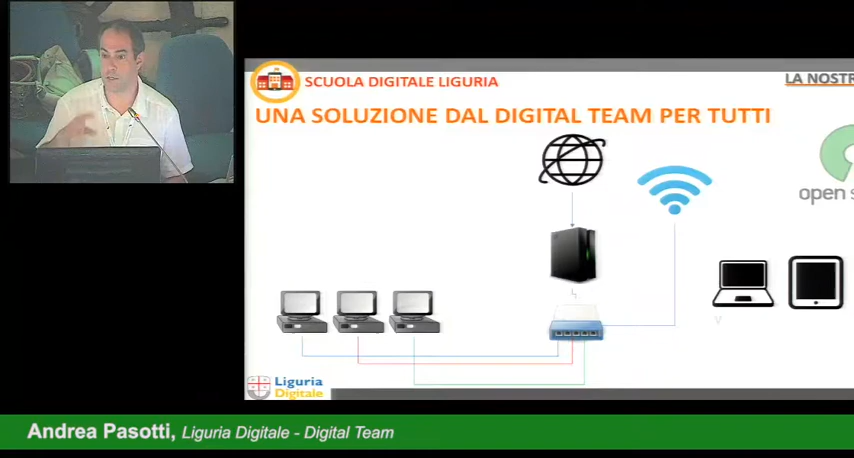 SCUOLA DIGITALE LIGURIA
LA NOSTR
UNA SOLUZIONE DAL DIGITAL TEAM PER TUTTI
open s
Liguria
Digitale
Andrea Pasotti, Liguria Digitale - Digital Team